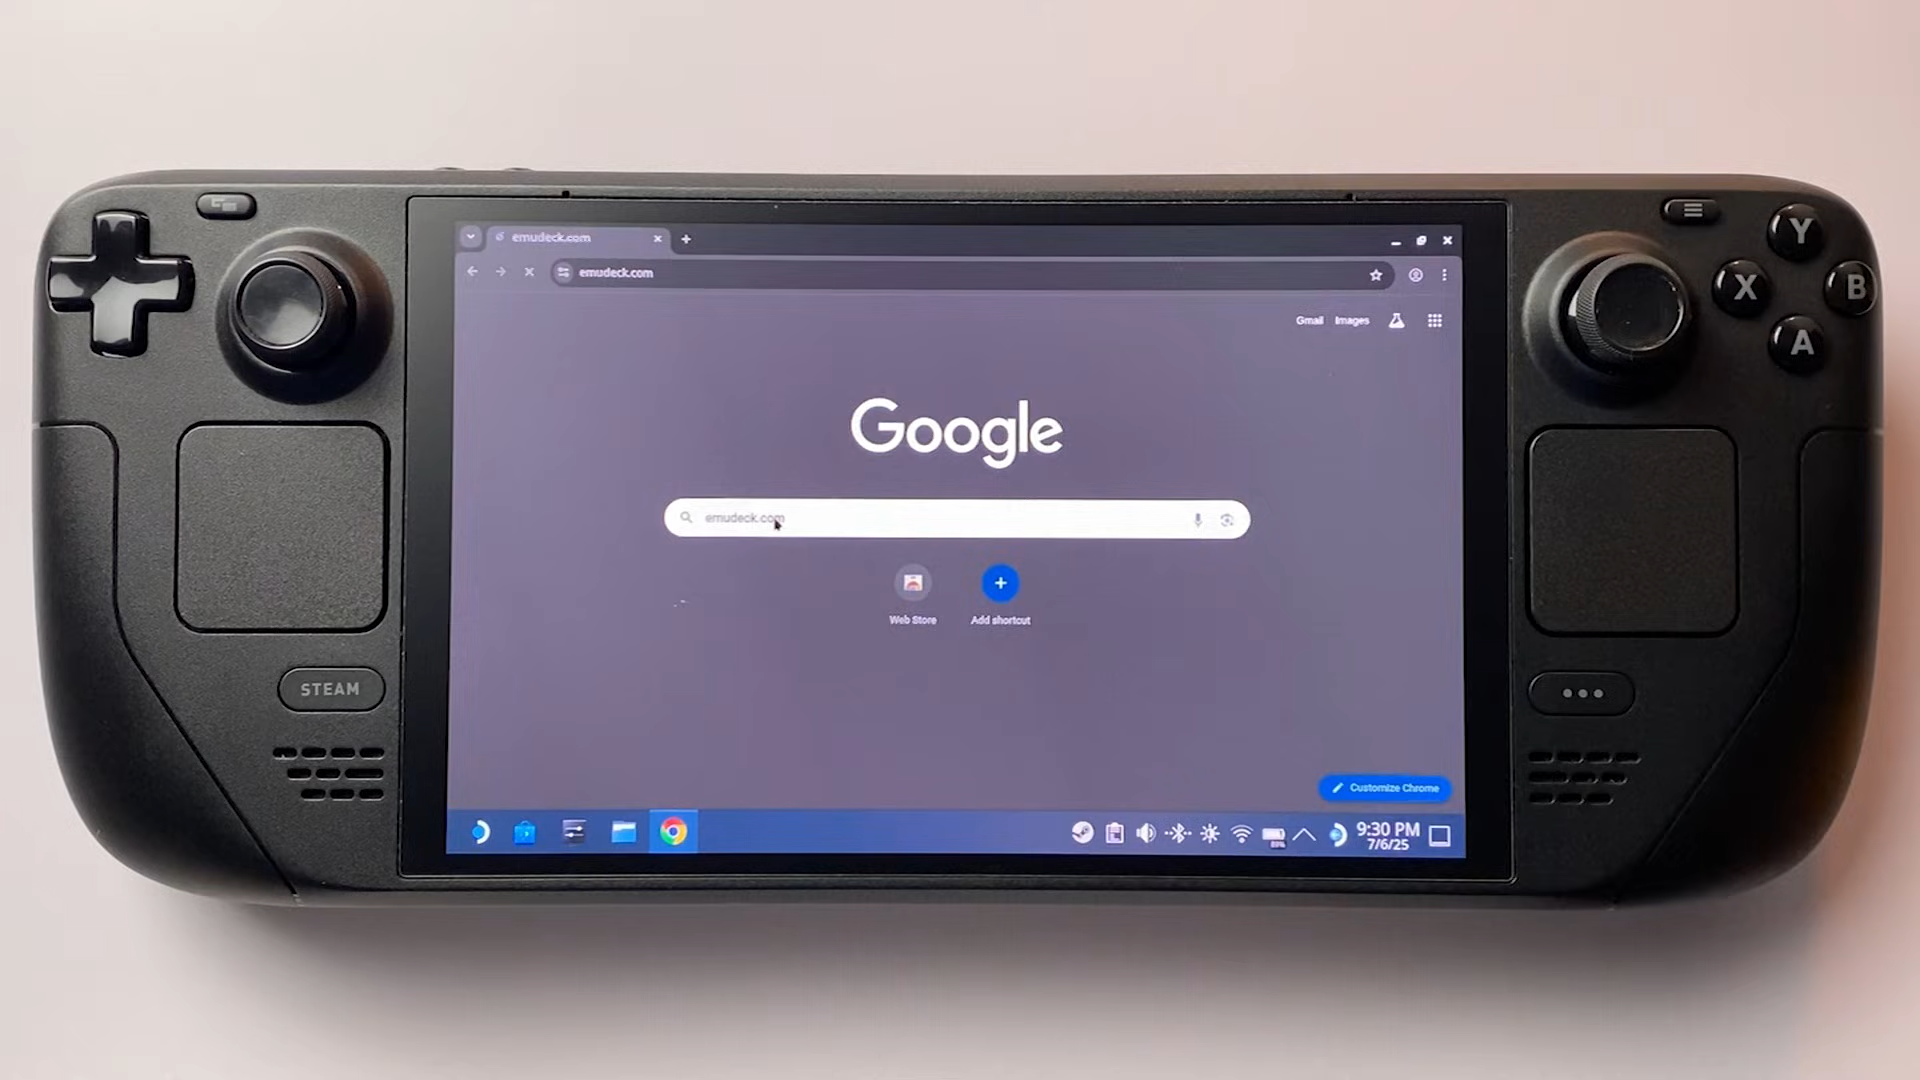 emudeck.com
emudeck.com
Gmail Images
Google
emudeck.com
Web Store
Add shortcut
Customize Chrome
9:30 PM
7/6/25
STEAM
Y
X
B
A